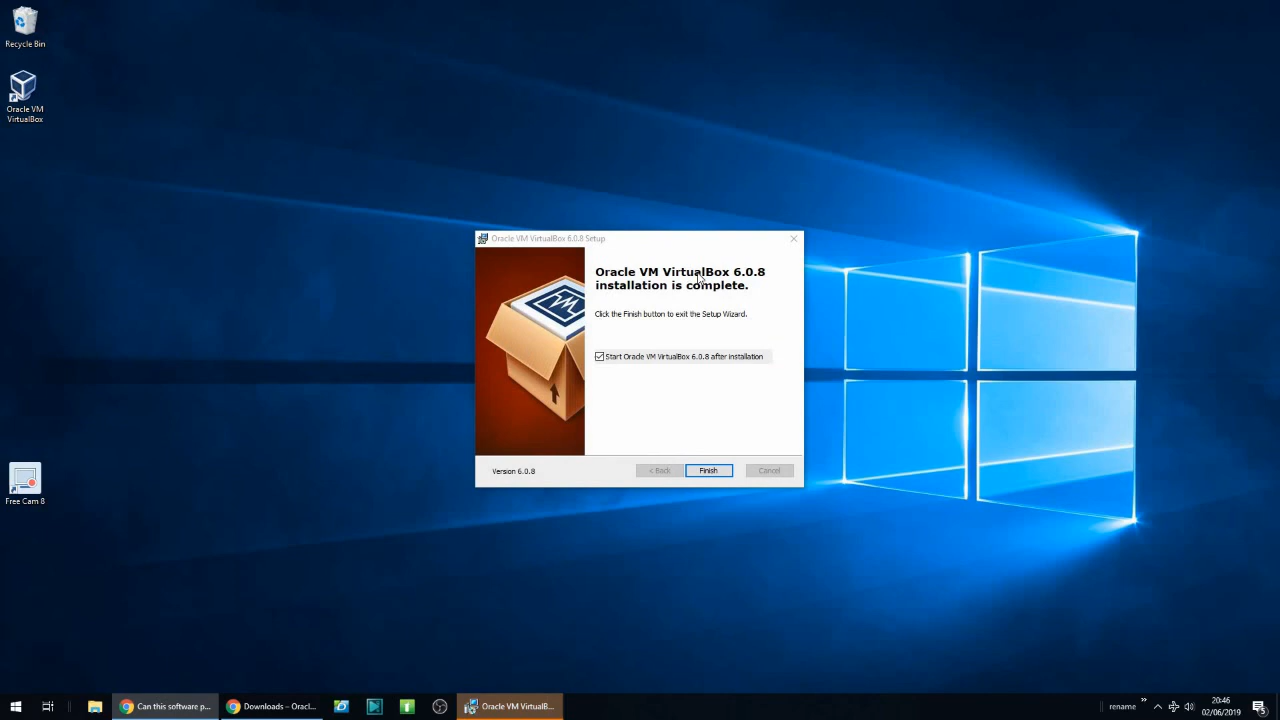 Recycle Bin
Oracle VM
VirtualBox
Oracle VM VirtualBox 6.0.8 Setup
Oracle VM VirtualBox 6.0.8
installation is complete.
Click the Finish button to exit the Setup Wizard.
Start Oracle VM VirtualBox 6.0.8 after installation
Version 6.0.8
< Back
Finish
Cancel
Free Cam 8
Can this software p...
Downloads – Oracl...
Oracle VM VirtualB...
rename
20:46
02/06/2019